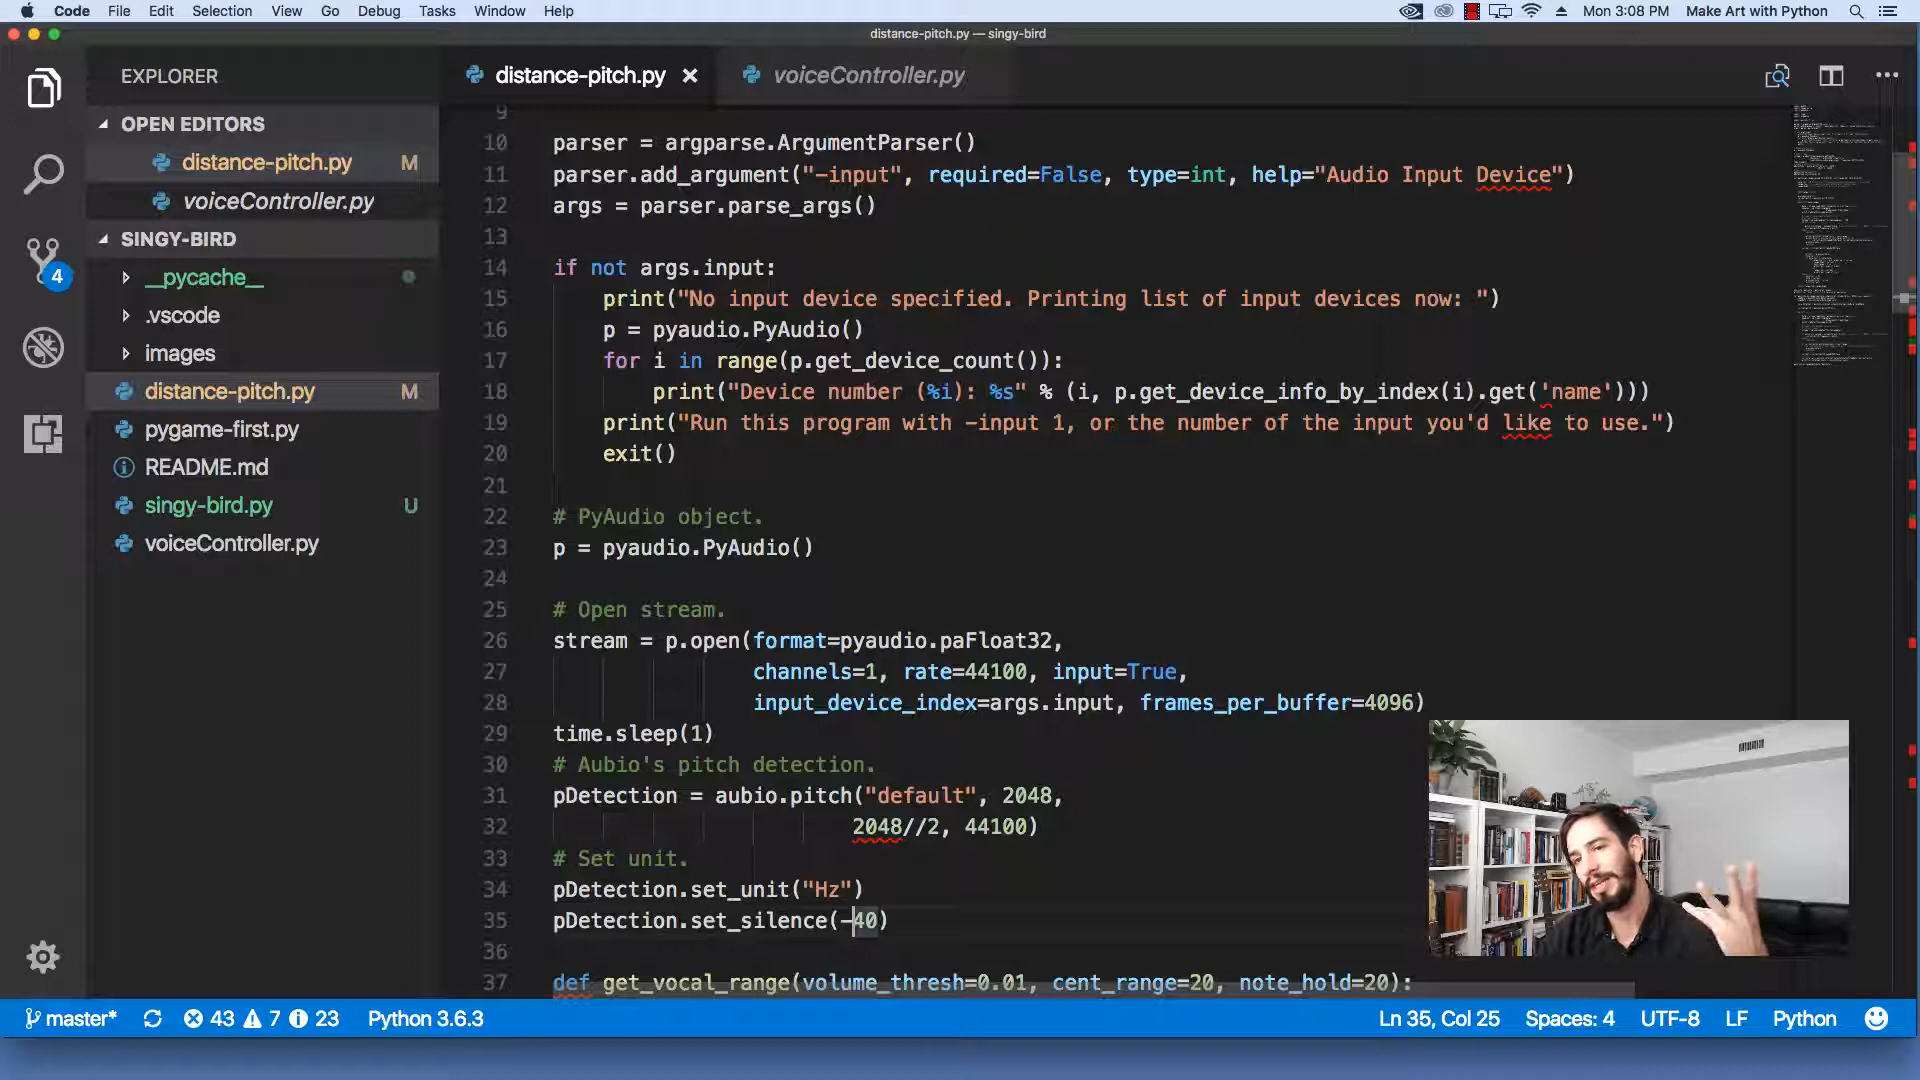 Code File Edit Selection View Go Debug Tasks Window Help Mon 3:08 PM Make Art with Python
distance-pitch.py — singy-bird
EXPLORER
OPEN EDITORS
distance-pitch.py M
voiceController.py
SINGY-BIRD
__pycache__
.vscode
images
distance-pitch.py M
pygame-first.py
README.md
singy-bird.py U
voiceController.py
distance-pitch.py voiceController.py
9
10 parser = argparse.ArgumentParser()
11 parser.add_argument("-input", required=False, type=int, help="Audio Input Device")
12 args = parser.parse_args()
13
14 if not args.input:
15 print("No input device specified. Printing list of input devices now: ")
16 p = pyaudio.PyAudio()
17 for i in range(p.get_device_count()):
18 print("Device number (%i): %s" % (i, p.get_device_info_by_index(i).get('name')))
19 print("Run this program with -input 1, or the number of the input you'd like to use.")
20 exit()
21
22 # PyAudio object.
23 p = pyaudio.PyAudio()
24
25 # Open stream.
26 stream = p.open(format=pyaudio.paFloat32,
27 channels=1, rate=44100, input=True,
28 input_device_index=args.input, frames_per_buffer=4096)
29 time.sleep(1)
30 # Aubio's pitch detection.
31 pDetection = aubio.pitch("default", 2048,
32 2048//2, 44100)
33 # Set unit.
34 pDetection.set_unit("Hz")
35 pDetection.set_silence(-40)
36
37 def get_vocal_range(volume_thresh=0.01, cent_range=20, note_hold=20):
4
master* 43 7 23 Python 3.6.3 Ln 35, Col 25 Spaces: 4 UTF-8 LF Python